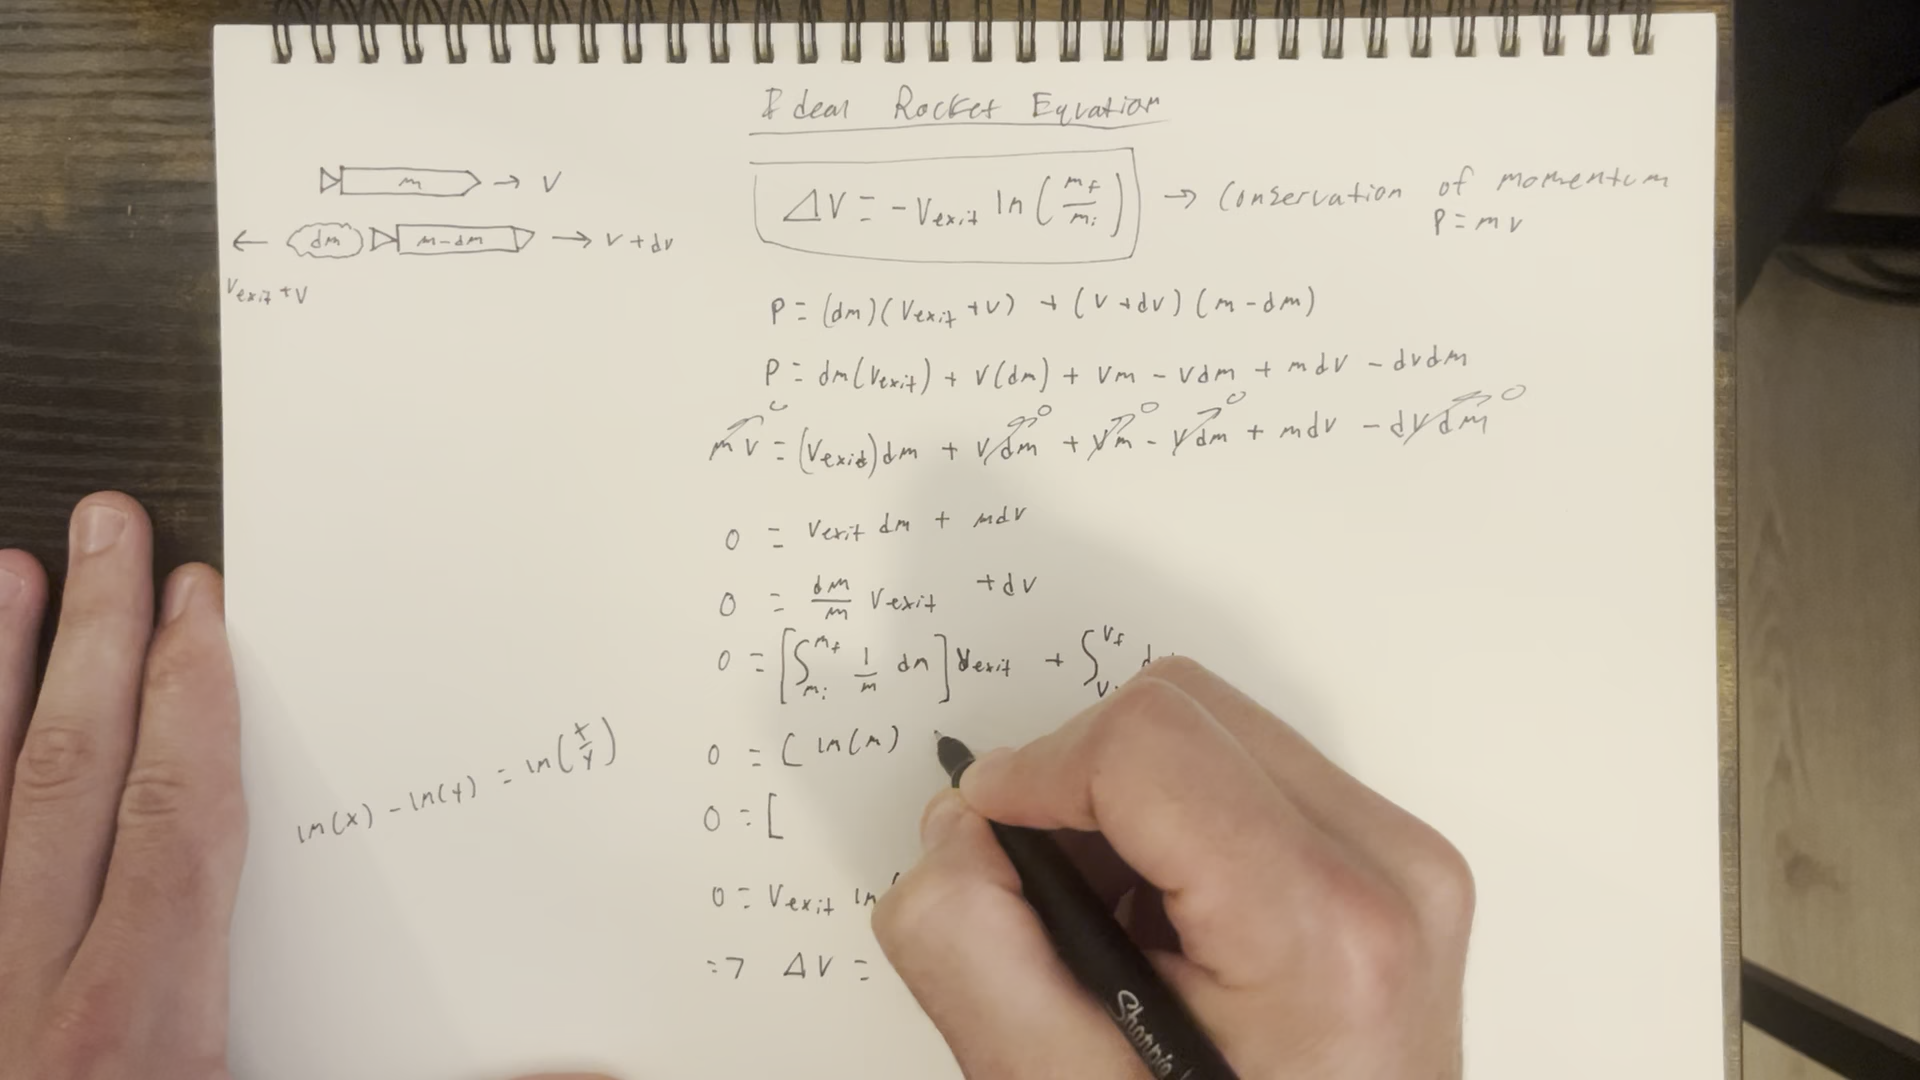 Ideal Rocket Equation
m → V
ΔV = -Vexit ln(mf/mi) → Conservation of momentum
P = mv
← dm m-dm → V + dv
Vexit + V
P = (dm)(Vexit + V) + (V + dV)(m - dm)
P = dm(Vexit) + V(dm) + Vm - Vdm + mdV - dvdm
mV = (Vexit)dm + Vdm + Vm - Vdm + mdV - dVdm
0 = Vexit dm + mdV
0 = dm/m Vexit + dV
0 = [∫mi^mf 1/m dm] Vexit + ∫Vi^Vf
0 = [ ln(m)
ln(x) - ln(y) = ln(x/y)
0 = [
0 = Vexit ln(
=> ΔV =
Sharpie